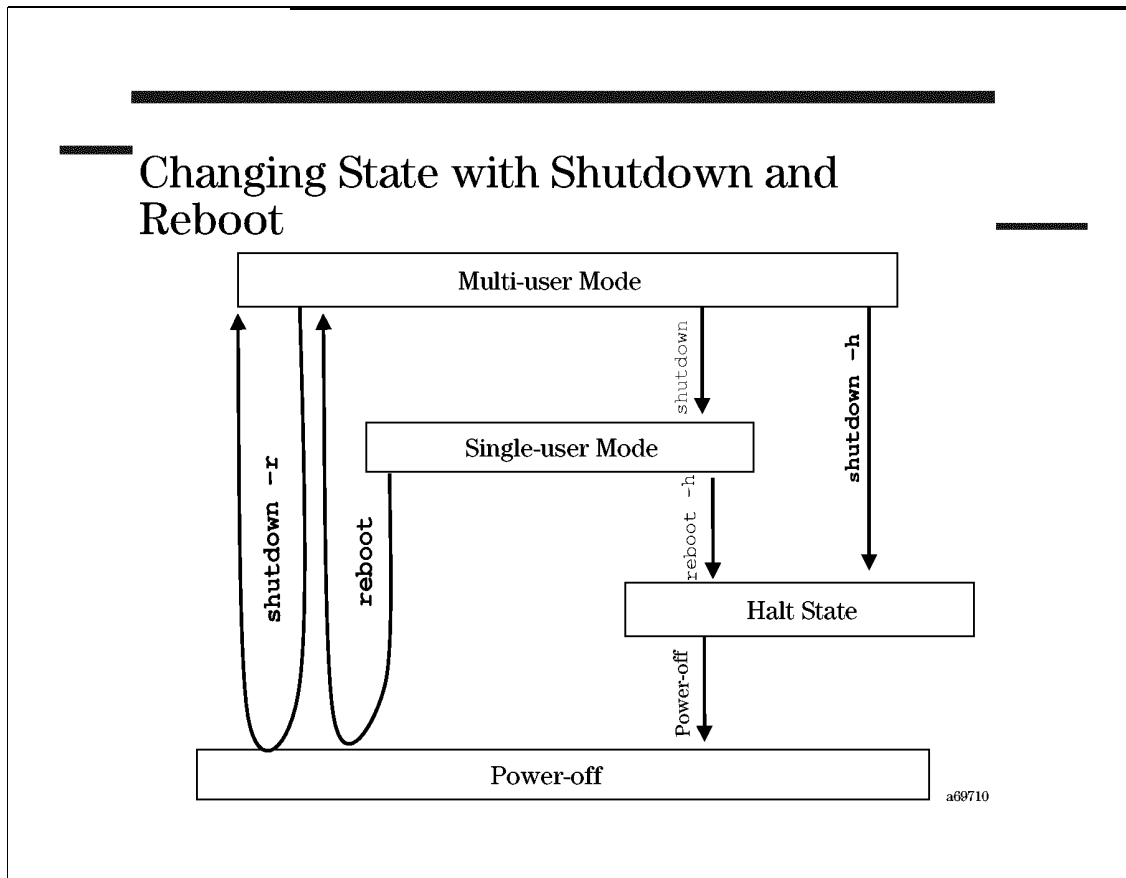 Changing State with Shutdown and
Reboot
Multi-user Mode
shutdown
shutdown –h
Single-user Mode
shutdown –r
reboot
reboot -h
Halt State
Power-off
Power-off
a69710